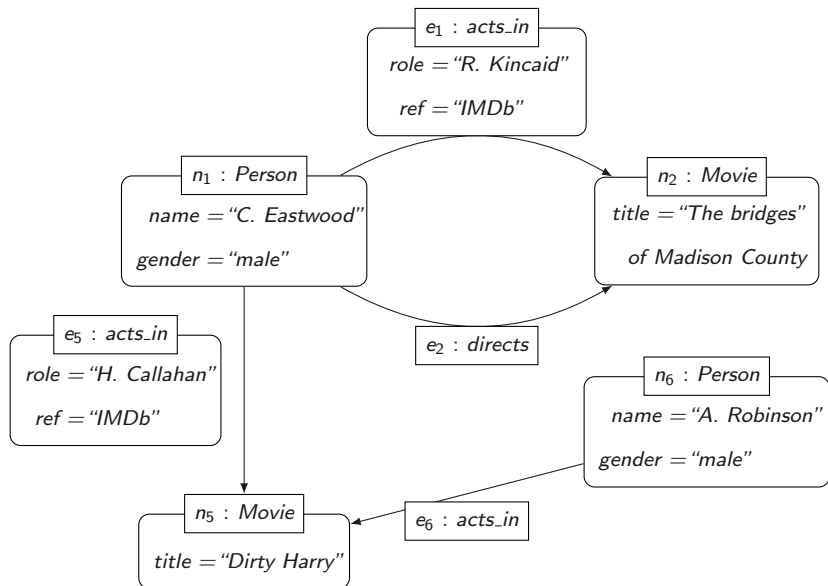 e₁ : acts_in
role = “R. Kincaid”
ref = “IMDb”
n₁ : Person
name = “C. Eastwood”
gender = “male”
n₂ : Movie
title = “The bridges”
of Madison County
e₅ : acts_in
role = “H. Callahan”
ref = “IMDb”
e₂ : directs
n₆ : Person
name = “A. Robinson”
gender = “male”
n₅ : Movie
title = “Dirty Harry”
e₆ : acts_in